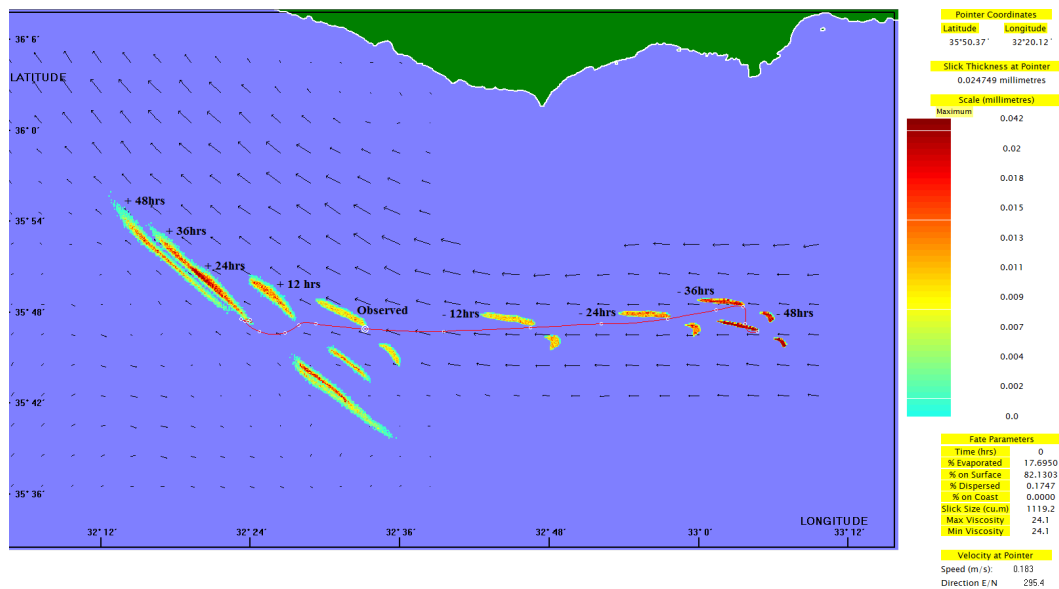 36° 6´
LATITUDE
36° 0´
35° 54´
35° 48´
35° 42´
35° 36´
+ 48hrs
+ 36hrs
+ 24hrs
+ 12 hrs
Observed
- 12hrs
- 24hrs
- 36hrs
- 48hrs
LONGITUDE
32° 12´
32° 24´
32° 36´
32° 48´
33° 0´
33° 12´
Pointer Coordinates
Latitude Longitude
35°50.37´ 32°20.12´
Slick Thickness at Pointer
0.024749 millimetres
Scale (millimetres)
Maximum
0.042
0.02
0.018
0.015
0.013
0.011
0.009
0.007
0.004
0.002
0.0
Fate Parameters
Time (hrs) 0
% Evaporated 17.6950
% on Surface 82.1303
% Dispersed 0.1747
% on Coast 0.0000
Slick Size (cu.m) 1119.2
Max Viscosity 24.1
Min Viscosity 24.1
Velocity at Pointer
Speed (m/s): 0.183
Direction E/N 295.4